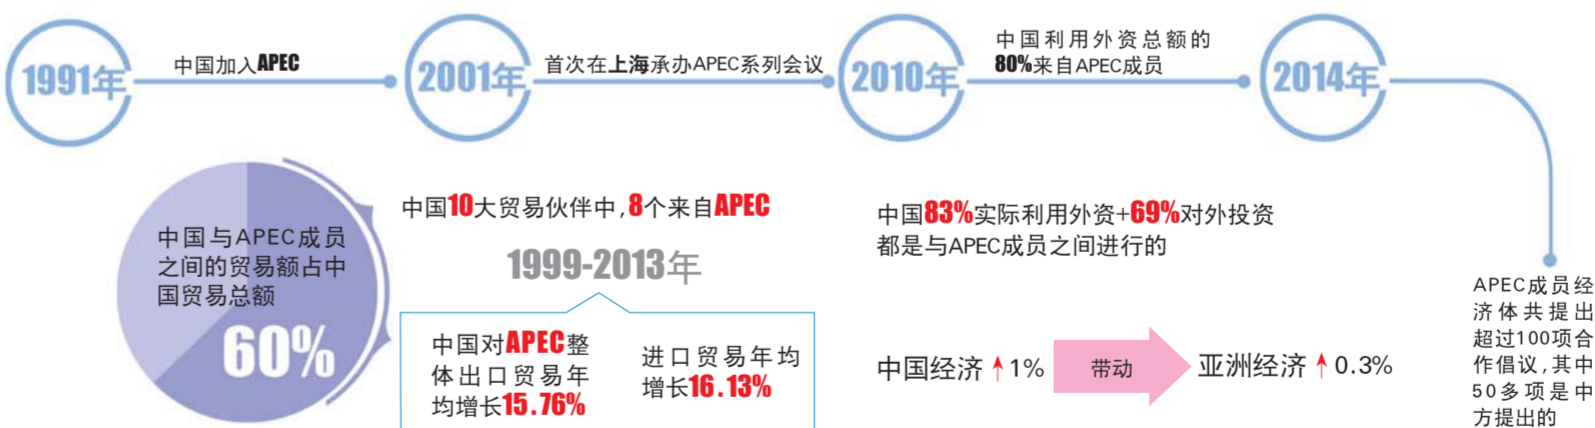 1991年
中国加入APEC
2001年
首次在上海承办APEC系列会议
2010年
中国利用外资总额的
80%来自APEC成员
2014年
APEC成员经
济体共提出
超过100项合
作倡议,其中
50多项是中
方提出的
中国与APEC成员
之间的贸易额占中
国贸易总额
60%
中国10大贸易伙伴中,8个来自APEC
1999-2013年
中国对APEC整
体出口贸易年
均增长15.76%
进口贸易年均
增长16.13%
中国83%实际利用外资+69%对外投资
都是与APEC成员之间进行的
中国经济↑1%
带动
亚洲经济↑0.3%